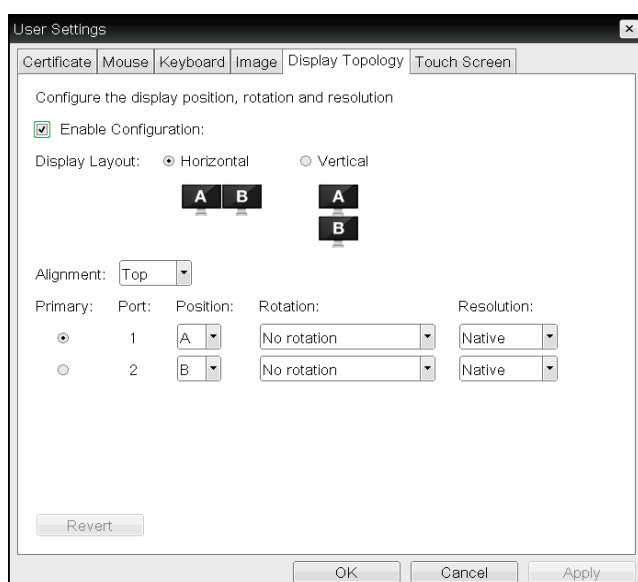 User Settings
Certificate Mouse Keyboard Image Display Topology Touch Screen
Configure the display position, rotation and resolution
Enable Configuration:
Display Layout: Horizontal Vertical
A B A
B
Alignment: Top
Primary: Port: Position: Rotation: Resolution:
1 A No rotation Native
2 B No rotation Native
Revert
OK Cancel Apply